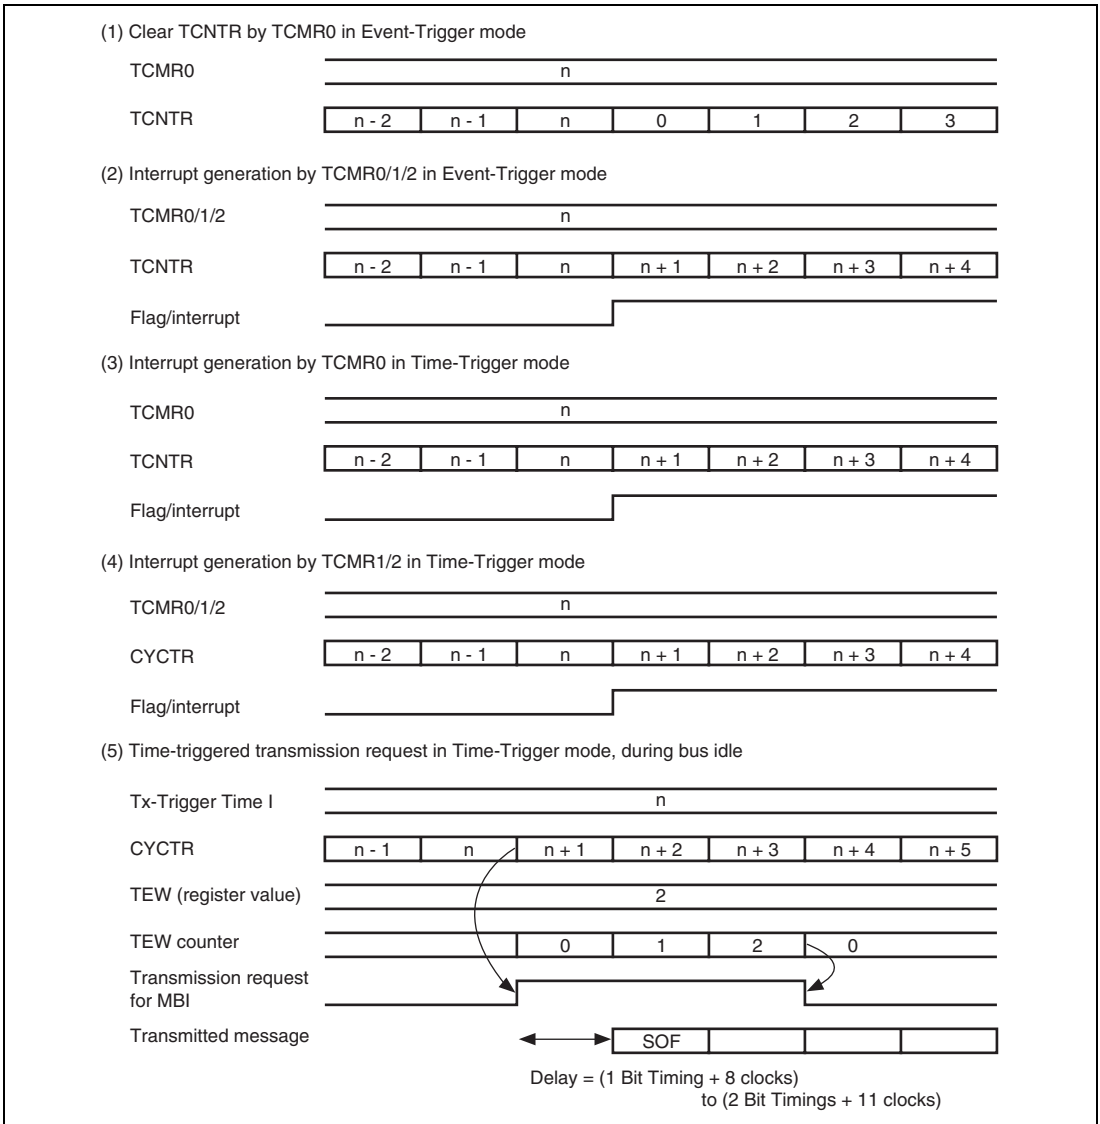 (1) Clear TCNTR by TCMR0 in Event-Trigger mode
TCMR0 n
TCNTR n - 2 n - 1 n 0 1 2 3
(2) Interrupt generation by TCMR0/1/2 in Event-Trigger mode
TCMR0/1/2 n
TCNTR n - 2 n - 1 n n + 1 n + 2 n + 3 n + 4
Flag/interrupt
(3) Interrupt generation by TCMR0 in Time-Trigger mode
TCMR0 n
TCNTR n - 2 n - 1 n n + 1 n + 2 n + 3 n + 4
Flag/interrupt
(4) Interrupt generation by TCMR1/2 in Time-Trigger mode
TCMR0/1/2 n
CYCTR n - 2 n - 1 n n + 1 n + 2 n + 3 n + 4
Flag/interrupt
(5) Time-triggered transmission request in Time-Trigger mode, during bus idle
Tx-Trigger Time I n
CYCTR n - 1 n n + 1 n + 2 n + 3 n + 4 n + 5
TEW (register value) 2
TEW counter 0 1 2 0
Transmission request
for MBI
Transmitted message SOF
Delay = (1 Bit Timing + 8 clocks)
to (2 Bit Timings + 11 clocks)